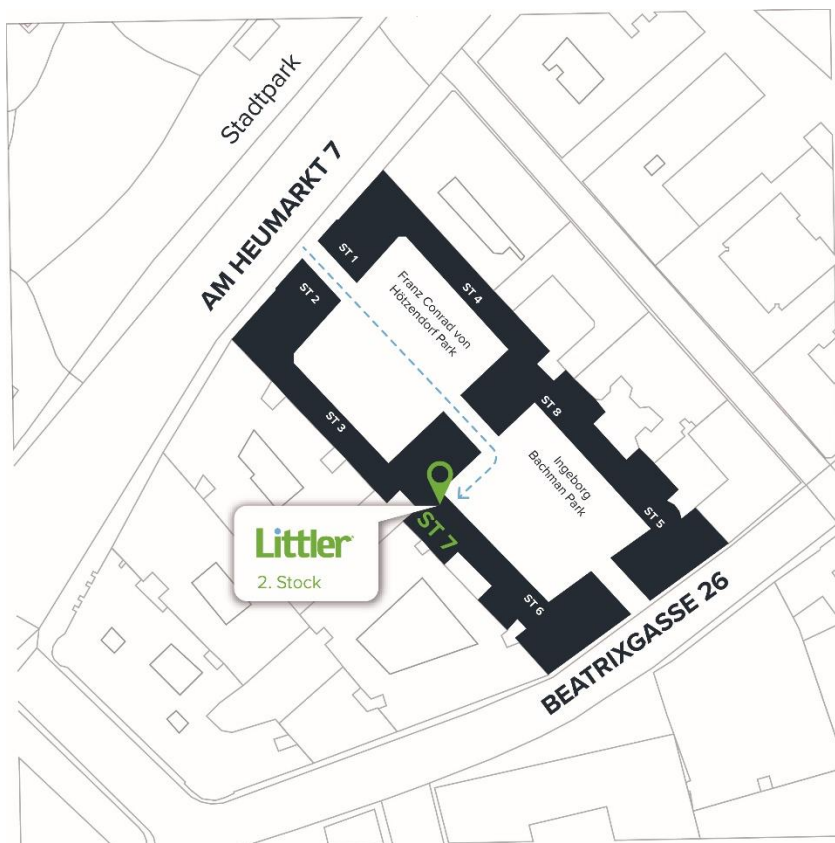 Stadtpark
AM HEUMARKT 7
ST 1
ST 2
Franz Conrad von
Hötzendorf Park
ST 4
ST 3
ST 8
Ingeborg
Bachman Park
ST 5
ST 7
Littler
2. Stock
ST 6
BEATRIXGASSE 26